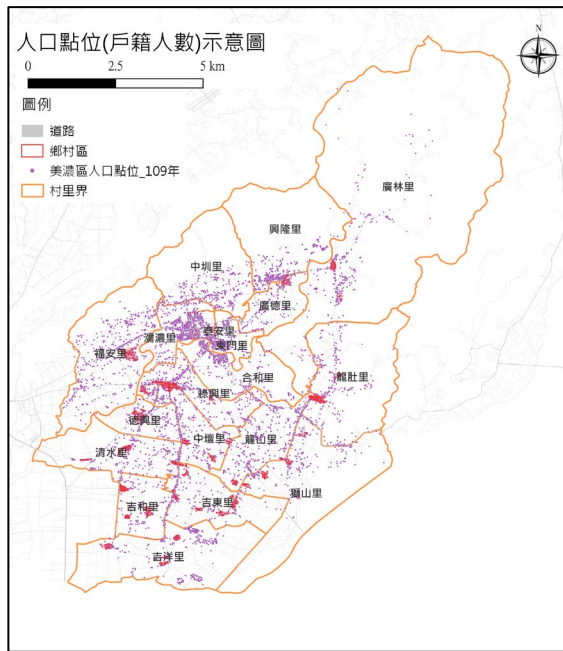 人口點位(戶籍人數)示意圖
0 2.5 5 km
N
圖例
道路
鄉村區
美濃區人口點位_109年
村里界
廣林里
興隆里
中圳里
廣德里
瀰濃里
泰安里
東門里
福安里
合和里
龍肚里
祿興里
德興里
中壇里
龍山里
清水里
獅山里
吉和里
吉東里
吉洋里